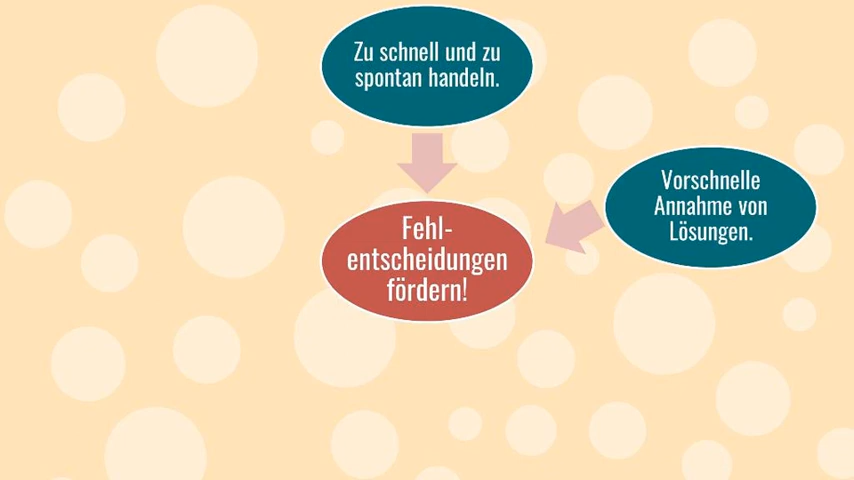 Zu schnell und zu
spontan handeln.
Vorschnelle
Annahme von
Lösungen.
Fehl-
entscheidungen
fördern!